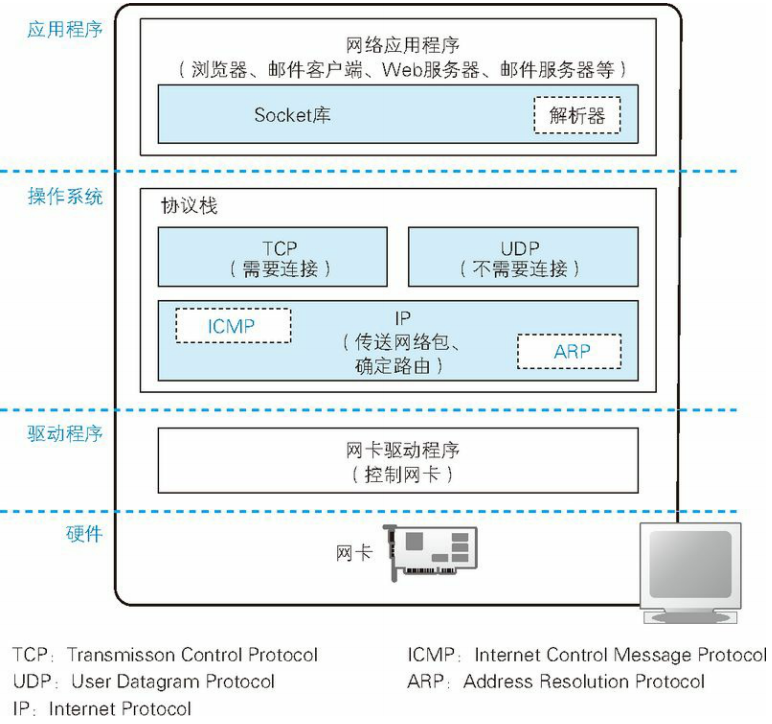 应用程序
网络应用程序
（浏览器、邮件客户端、Web服务器、邮件服务器等）
Socket库
解析器
操作系统
协议栈
TCP
（需要连接）
UDP
（不需要连接）
ICMP
IP
（传送网络包、
确定路由）
ARP
驱动程序
网卡驱动程序
（控制网卡）
硬件
网卡
TCP：Transmisson Control Protocol
UDP：User Datagram Protocol
IP：Internet Protocol
ICMP：Internet Control Message Protocol
ARP：Address Resolution Protocol